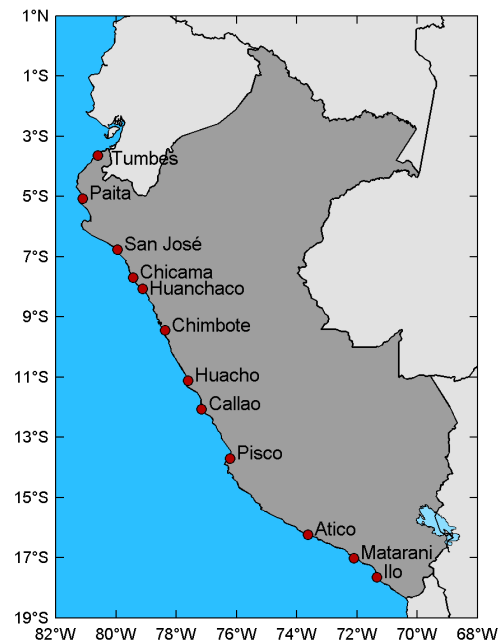 1°N
1°S
3°S
Tumbes
5°S
Paita
7°S
San José
Chicama
Huanchaco
9°S
Chimbote
11°S
Huacho
Callao
13°S
Pisco
15°S
Atico
17°S
Matarani
Ilo
19°S
82°W 80°W 78°W 76°W 74°W 72°W 70°W 68°W